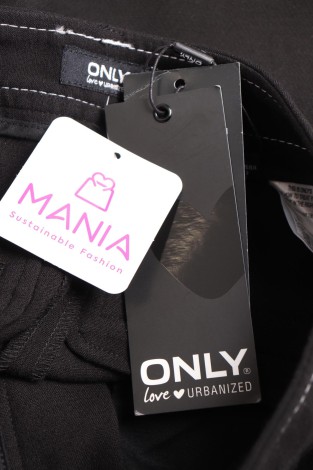 ONLY
love ♥ URBANIZED
MANIA
Sustainable Fashion
ONLY®
love ♥ URBANIZED